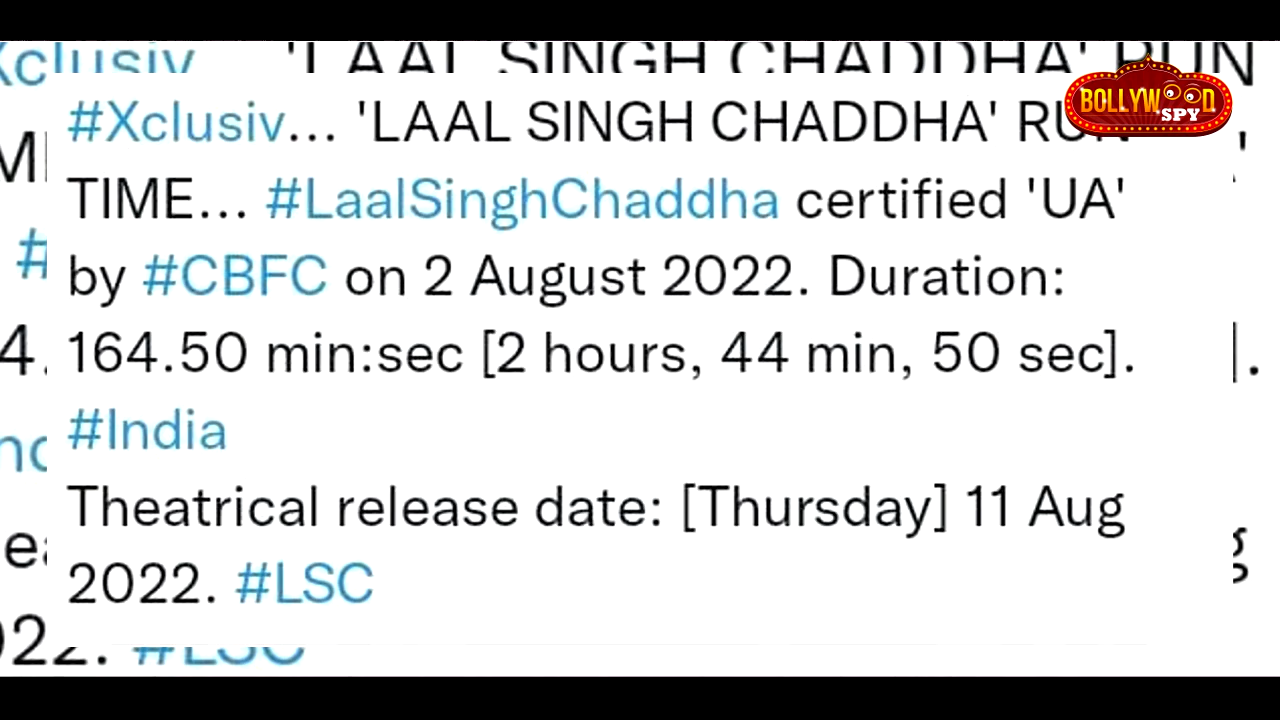 #Xclusiv... 'LAAL SINGH CHADDHA' RUN
TIME... #LaalSinghChaddha certified 'UA'
by #CBFC on 2 August 2022. Duration:
164.50 min:sec [2 hours, 44 min, 50 sec].
#India
Theatrical release date: [Thursday] 11 Aug
2022. #LSC
BOLLYWOOD
SPY